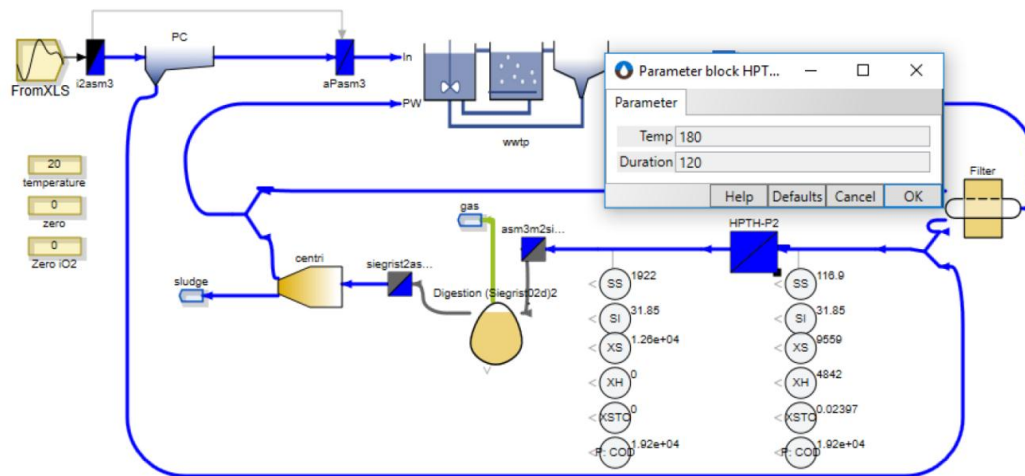 PC
FromXLS
i2asm3
aPasm3
In
PW
wwtp
Parameter block HPT...
Parameter
Temp 180
Duration 120
Help Defaults Cancel OK
Filter
20
temperature
0
zero
0
Zero iO2
gas
asm3m2si...
HPTH-P2
centri
siegrist2as...
sludge
Digestion (Siegrist02d)2
SS 1922
SI 31.85
XS 1.26e+04
XH 0
XSTO 0
P: COD 1.92e+04
SS 116.9
SI 31.85
XS 9559
XH 4842
XSTO 0.02397
P: COD 1.92e+04